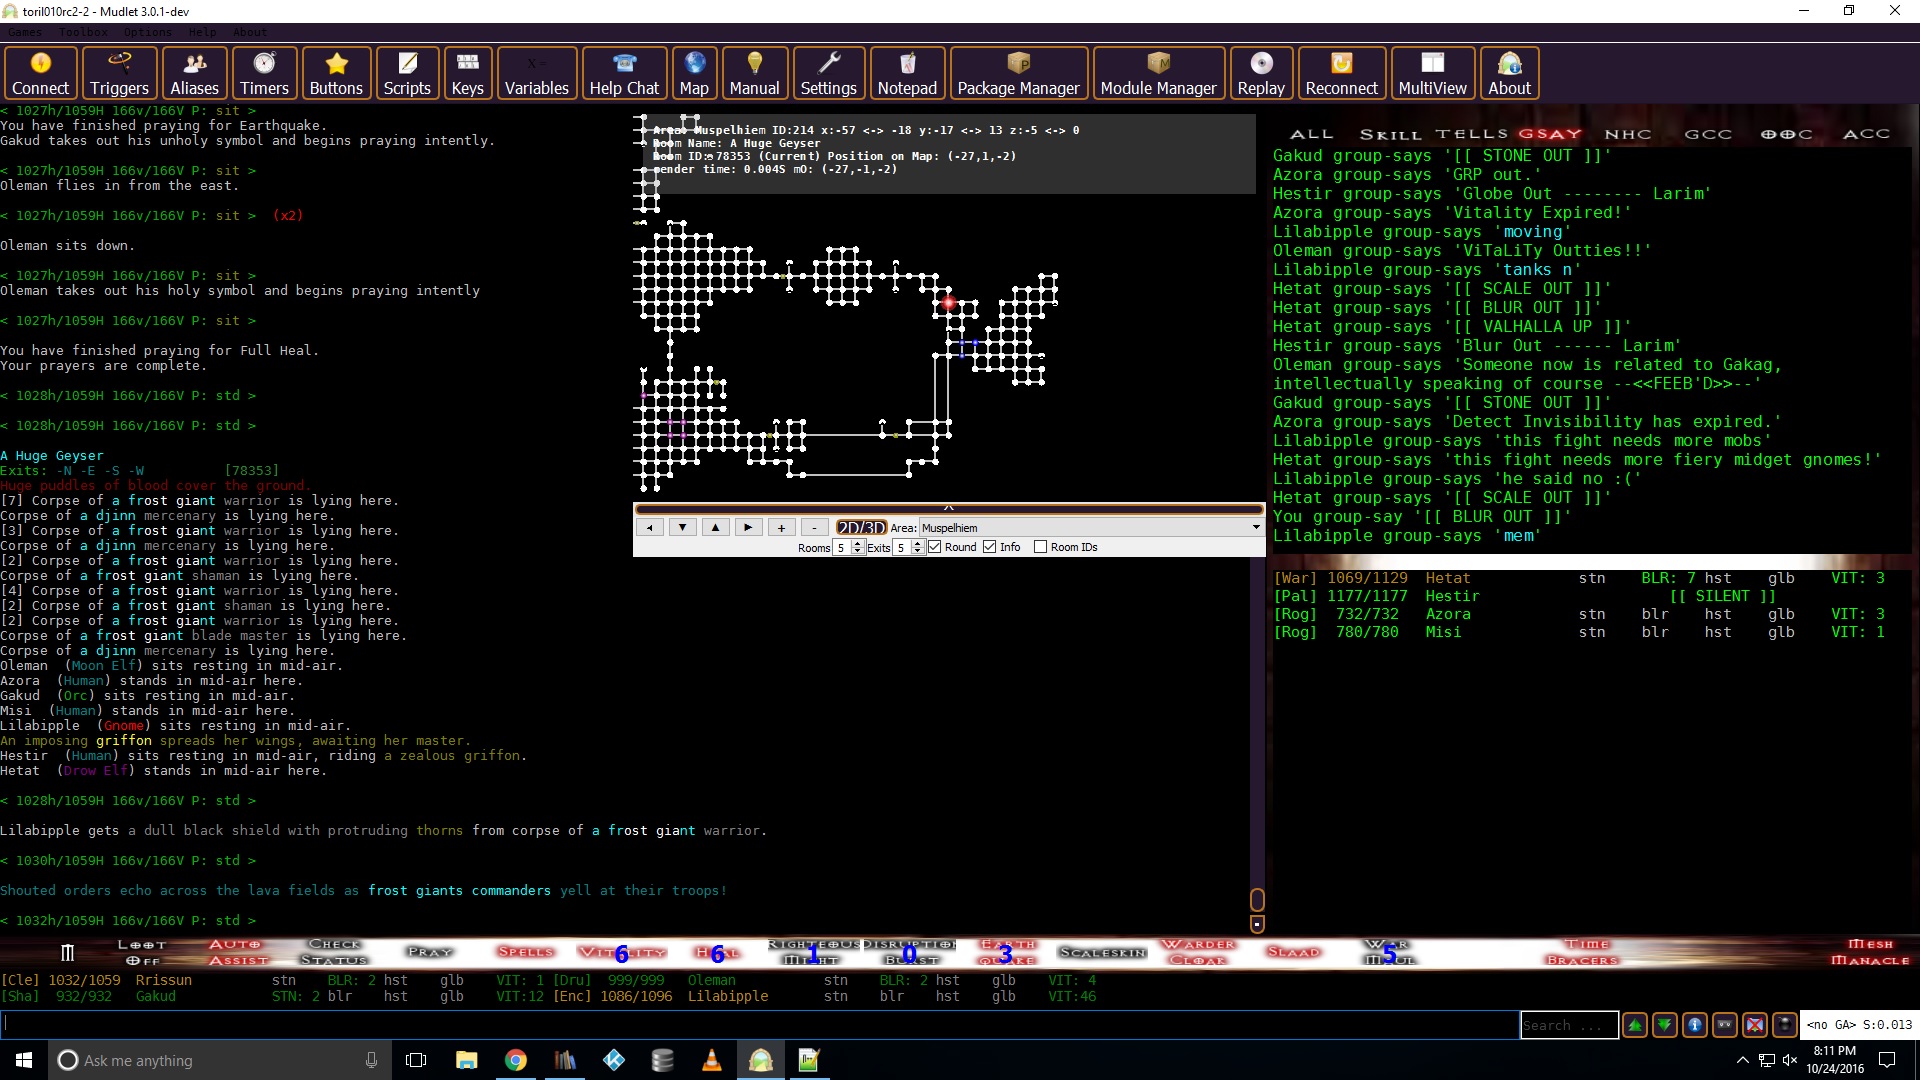 toril010rc2-2 - Mudlet 3.0.1-dev
Games Toolbox Options Help About
Connect Triggers Aliases Timers Buttons Scripts Keys Variables Help Chat Map Manual Settings Notepad Package Manager Module Manager Replay Reconnect MultiView About
< 1027h/1059H 166v/166V P: sit >
You have finished praying for Earthquake.
Gakud takes out his unholy symbol and begins praying intently.
< 1027h/1059H 166v/166V P: sit >
Oleman flies in from the east.
< 1027h/1059H 166v/166V P: sit > (x2)
Oleman sits down.
< 1027h/1059H 166v/166V P: sit >
Oleman takes out his holy symbol and begins praying intently
< 1027h/1059H 166v/166V P: sit >
You have finished praying for Full Heal.
Your prayers are complete.
< 1028h/1059H 166v/166V P: std >
< 1028h/1059H 166v/166V P: std >
A Huge Geyser
Exits: -N -E -S -W [78353]
Huge puddles of blood cover the ground.
[7] Corpse of a frost giant warrior is lying here.
Corpse of a djinn mercenary is lying here.
[3] Corpse of a frost giant warrior is lying here.
Corpse of a djinn mercenary is lying here.
[2] Corpse of a frost giant warrior is lying here.
Corpse of a frost giant shaman is lying here.
[4] Corpse of a frost giant warrior is lying here.
[2] Corpse of a frost giant shaman is lying here.
[2] Corpse of a frost giant warrior is lying here.
Corpse of a frost giant blade master is lying here.
Corpse of a djinn mercenary is lying here.
Oleman (Moon Elf) sits resting in mid-air.
Azora (Human) stands in mid-air here.
Gakud (Orc) sits resting in mid-air.
Misi (Human) stands in mid-air here.
Lilabipple (Gnome) sits resting in mid-air.
An imposing griffon spreads her wings, awaiting her master.
Hestir (Human) sits resting in mid-air, riding a zealous griffon.
Hetat (Drow Elf) stands in mid-air here.
< 1028h/1059H 166v/166V P: std >
Lilabipple gets a dull black shield with protruding thorns from corpse of a frost giant warrior.
< 1030h/1059H 166v/166V P: std >
Shouted orders echo across the lava fields as frost giants commanders yell at their troops!
< 1032h/1059H 166v/166V P: std >
Area: Muspelhiem ID:214 x:-57 <-> -18 y:-17 <-> 13 z:-5 <-> 0
Room Name: A Huge Geyser
Room ID: 78353 (Current) Position on Map: (-27,1,-2)
render time: 0.004S mO: (-27,-1,-2)
+ - 2D/3D Area: Muspelhiem
Rooms 5 Exits 5 Round Info Room IDs
ALL SKILL TELLS GSAY NHC GCC OOC ACC
Gakud group-says '[[ STONE OUT ]]'
Azora group-says 'GRP out.'
Hestir group-says 'Globe Out -------- Larim'
Azora group-says 'Vitality Expired!'
Lilabipple group-says 'moving'
Oleman group-says 'ViTaLiTy Outties!!'
Lilabipple group-says 'tanks n'
Hetat group-says '[[ SCALE OUT ]]'
Hetat group-says '[[ BLUR OUT ]]'
Hetat group-says '[[ VALHALLA UP ]]'
Hestir group-says 'Blur Out ------ Larim'
Oleman group-says 'Someone now is related to Gakag,
intellectually speaking of course --<<FEEB'D>>--'
Gakud group-says '[[ STONE OUT ]]'
Azora group-says 'Detect Invisibility has expired.'
Lilabipple group-says 'this fight needs more mobs'
Hetat group-says 'this fight needs more fiery midget gnomes!'
Lilabipple group-says 'he said no :('
Hetat group-says '[[ SCALE OUT ]]'
You group-say '[[ BLUR OUT ]]'
Lilabipple group-says 'mem'
[War] 1069/1129 Hetat stn BLR: 7 hst glb VIT: 3
[Pal] 1177/1177 Hestir [[ SILENT ]]
[Rog] 732/732 Azora stn blr hst glb VIT: 3
[Rog] 780/780 Misi stn blr hst glb VIT: 1
LOOT OFF AUTO ASSIST CHECK STATUS PRAY SPELLS VITALITY 6 HEAL 6 RIGHTEOUS MIGHT 1 DISRUPTION BURST 0 EARTH QUAKE 3 SCALESKIN WARDER CLOAK SLAAD WAR MAUL 5 TIME BRACERS MESH MANACLE
[Cle] 1032/1059 Rrissun stn BLR: 2 hst glb VIT: 1 [Dru] 999/999 Oleman stn BLR: 2 hst glb VIT: 4
[Sha] 932/932 Gakud STN: 2 blr hst glb VIT:12 [Enc] 1086/1096 Lilabipple stn blr hst glb VIT:46
Search ... <no GA> S:0.013
Ask me anything
8:11 PM
10/24/2016